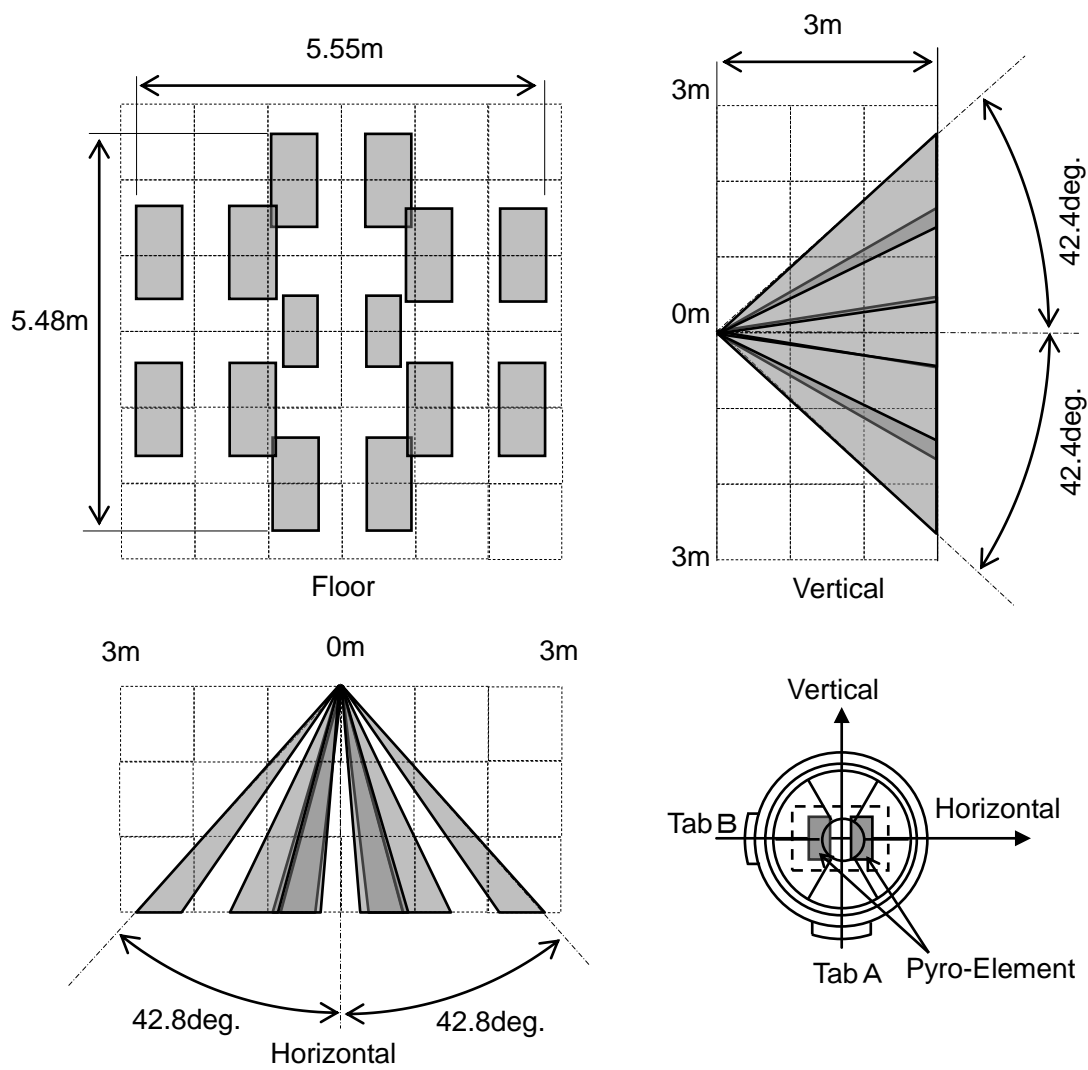 5.55m
5.48m
Floor
3m
3m
0m
3m
42.4deg.
42.4deg.
Vertical
3m
0m
3m
42.8deg.
42.8deg.
Horizontal
Vertical
Horizontal
Tab B
Tab A
Pyro-Element